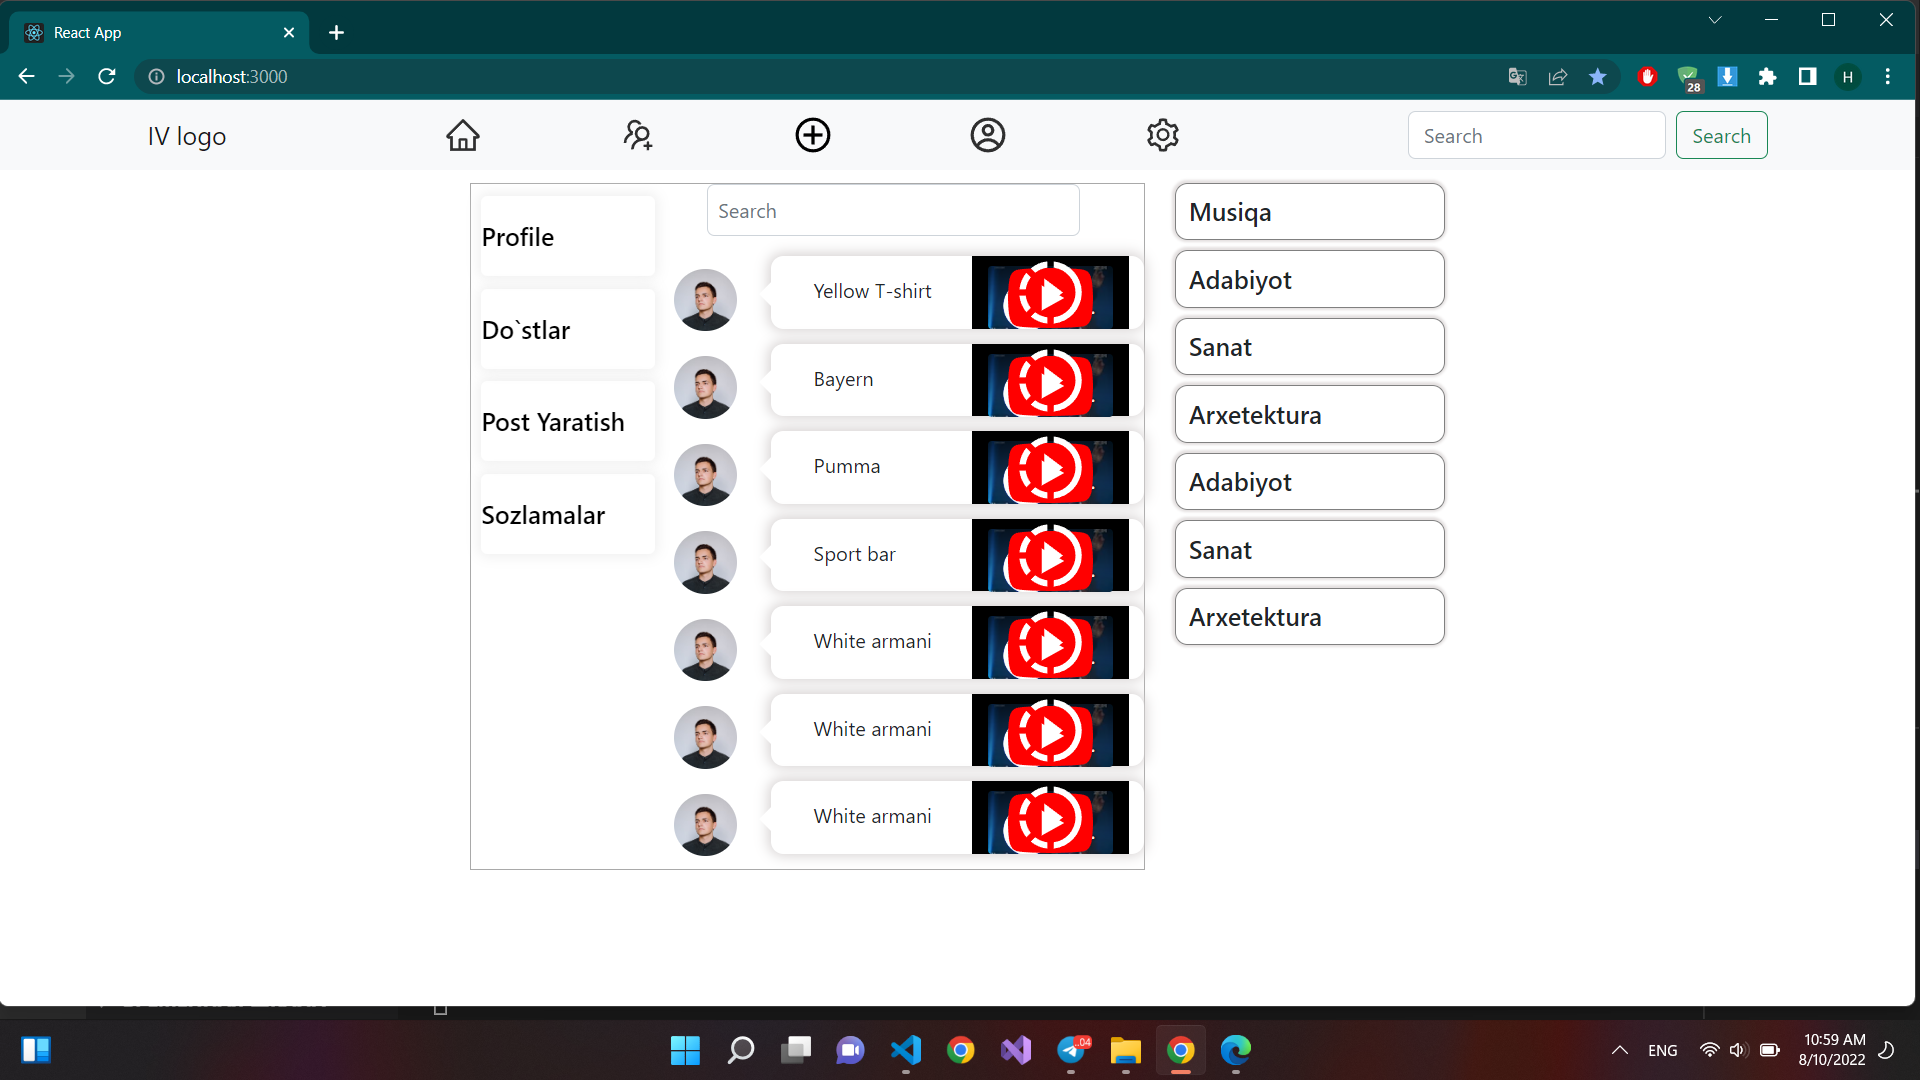 React App
localhost:3000
28
H
IV logo
Search
Search
Profile
Do`stlar
Post Yaratish
Sozlamalar
Search
Yellow T-shirt
Bayern
Pumma
Sport bar
White armani
White armani
White armani
Musiqa
Adabiyot
Sanat
Arxetektura
Adabiyot
Sanat
Arxetektura
.04
ENG
10:59 AM
8/10/2022